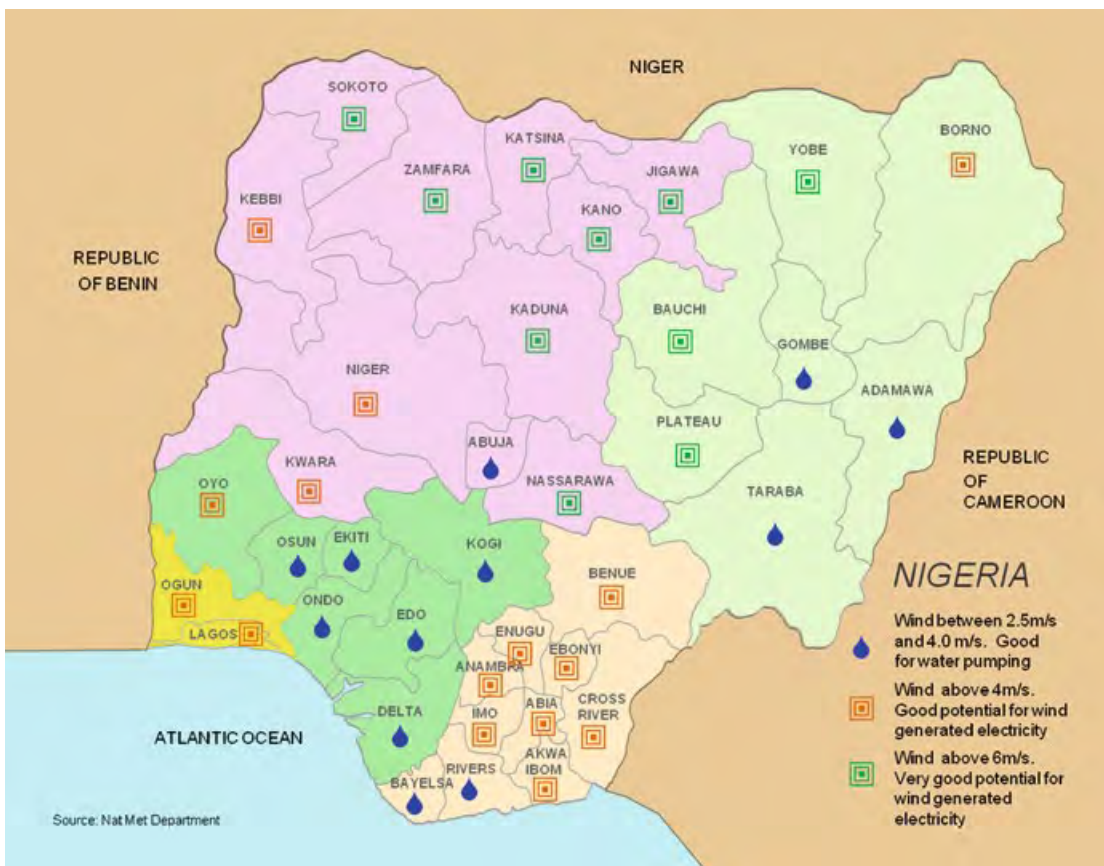 NIGER
SOKOTO
KATSINA
BORNO
YOBE
ZAMFARA
JIGAWA
KEBBI
KANO
REPUBLIC
OF BENIN
KADUNA
BAUCHI
GOMBE
NIGER
ADAMAWA
PLATEAU
ABUJA
REPUBLIC
OF
CAMEROON
KWARA
NASSARAWA
OYO
TARABA
OSUN
EKITI
KOGI
BENUE
NIGERIA
OGUN
ONDO
EDO
LAGOS
ENUGU
EBONYI
ANAMBRA
Wind between 2.5m/s
and 4.0 m/s. Good
for water pumping
DELTA
IMO
ABIA
CROSS
RIVER
Wind above 4m/s.
Good potential for wind
generated electricity
ATLANTIC OCEAN
AKWA
IBOM
RIVERS
BAYELSA
Wind above 6m/s.
Very good potential for
wind generated
electricity
Source: Nat Met Department